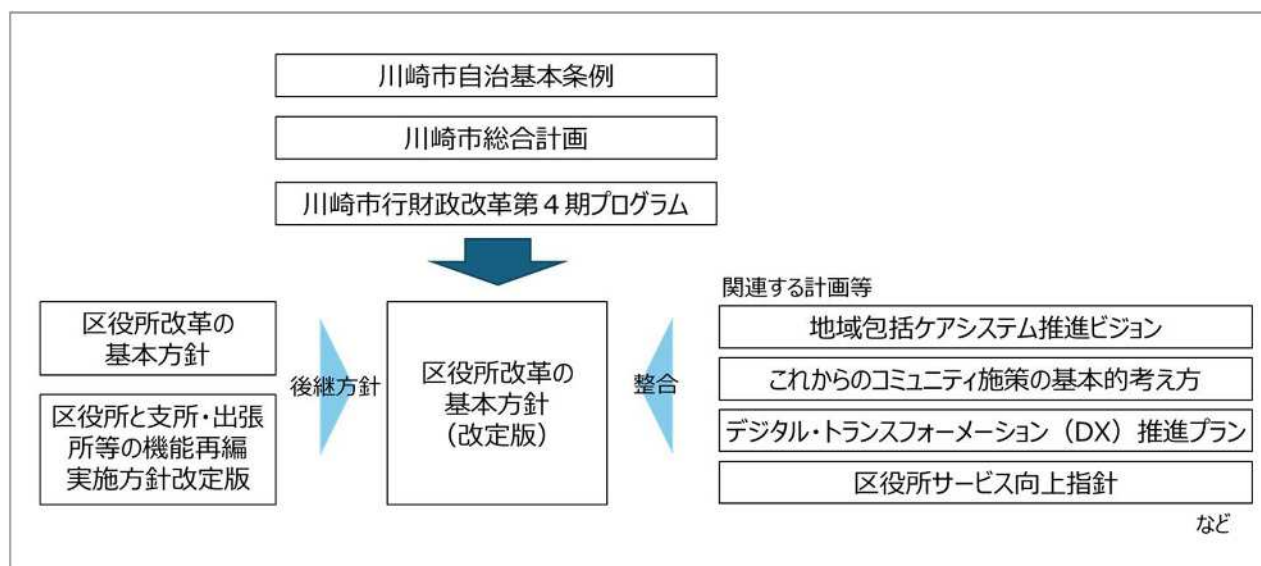 川崎市自治基本条例
川崎市総合計画
川崎市行財政改革第４期プログラム
区役所改革の
基本方針
区役所と支所・出張
所等の機能再編
実施方針改定版
後継方針
区役所改革の
基本方針
（改定版）
整合
関連する計画等
地域包括ケアシステム推進ビジョン
これからのコミュニティ施策の基本的考え方
デジタル・トランスフォーメーション（DX）推進プラン
区役所サービス向上指針
など